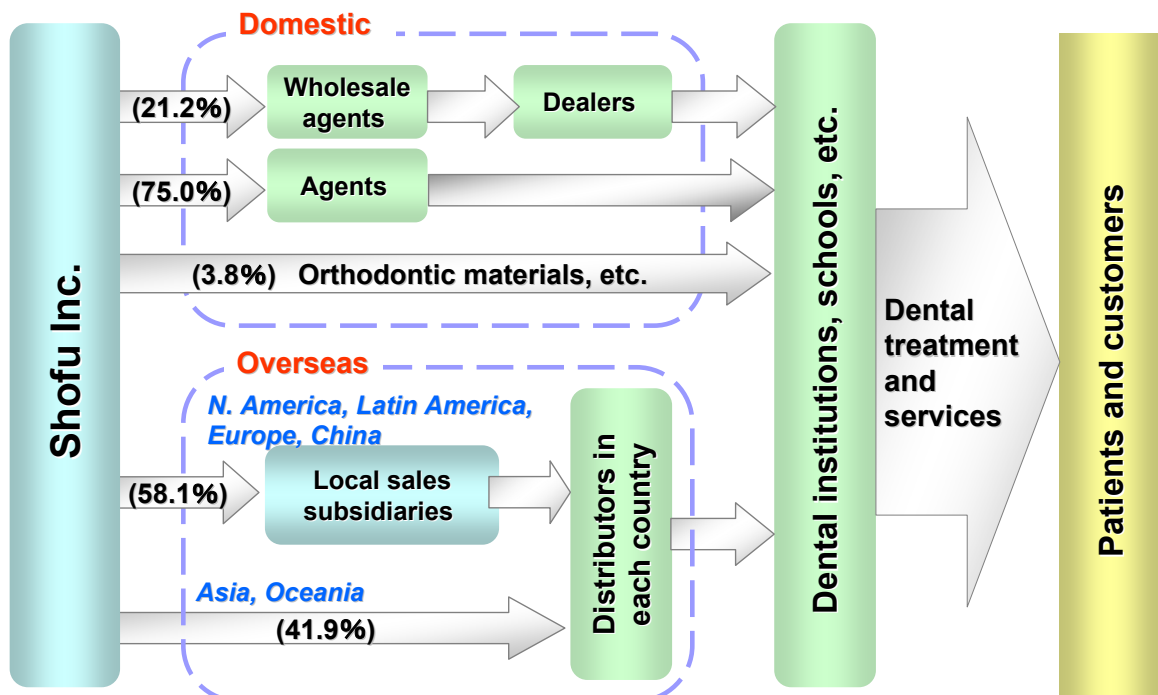 Shofu Inc.
Domestic
(21.2%)
Wholesale
agents
Dealers
(75.0%)
Agents
(3.8%) Orthodontic materials, etc.
Overseas
N. America, Latin America,
Europe, China
(58.1%)
Local sales
subsidiaries
Asia, Oceania
(41.9%)
Distributors in
each country
Dental institutions, schools, etc.
Dental
treatment
and
services
Patients and customers